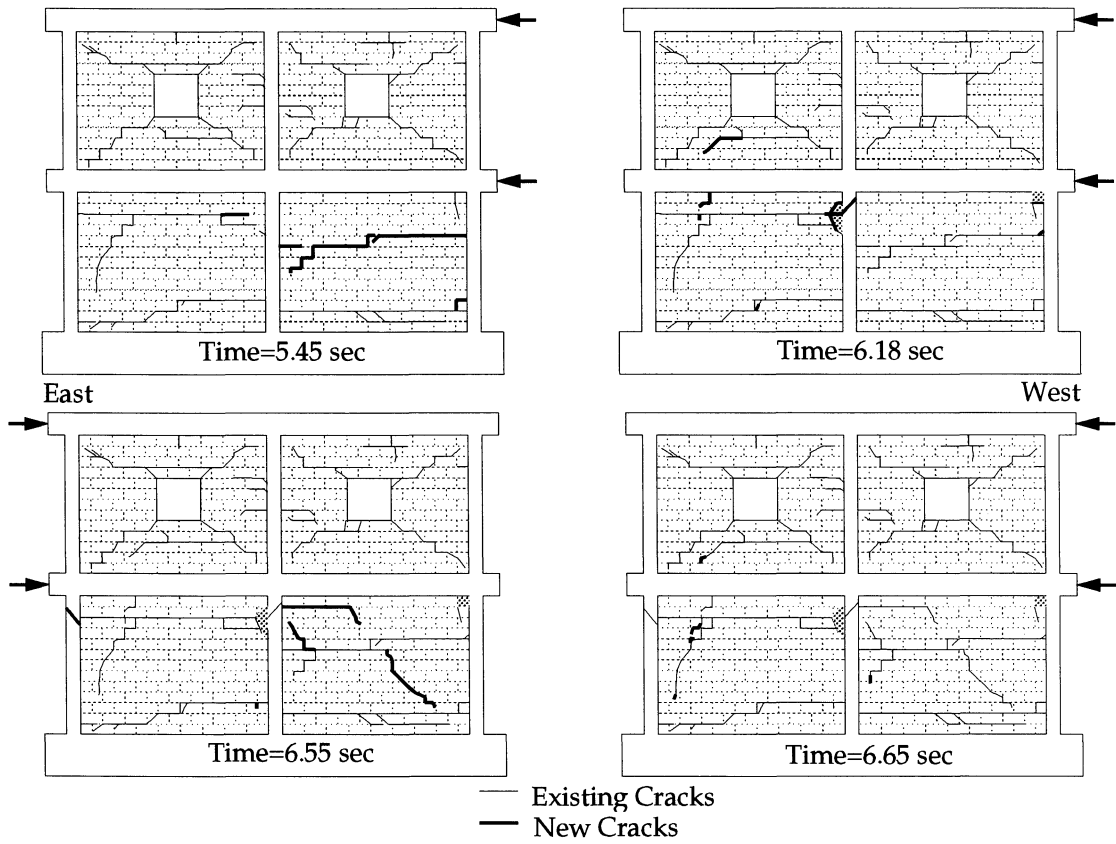 Time=5.45 sec
Time=6.18 sec
East
West
Time=6.55 sec
Time=6.65 sec
Existing Cracks
New Cracks